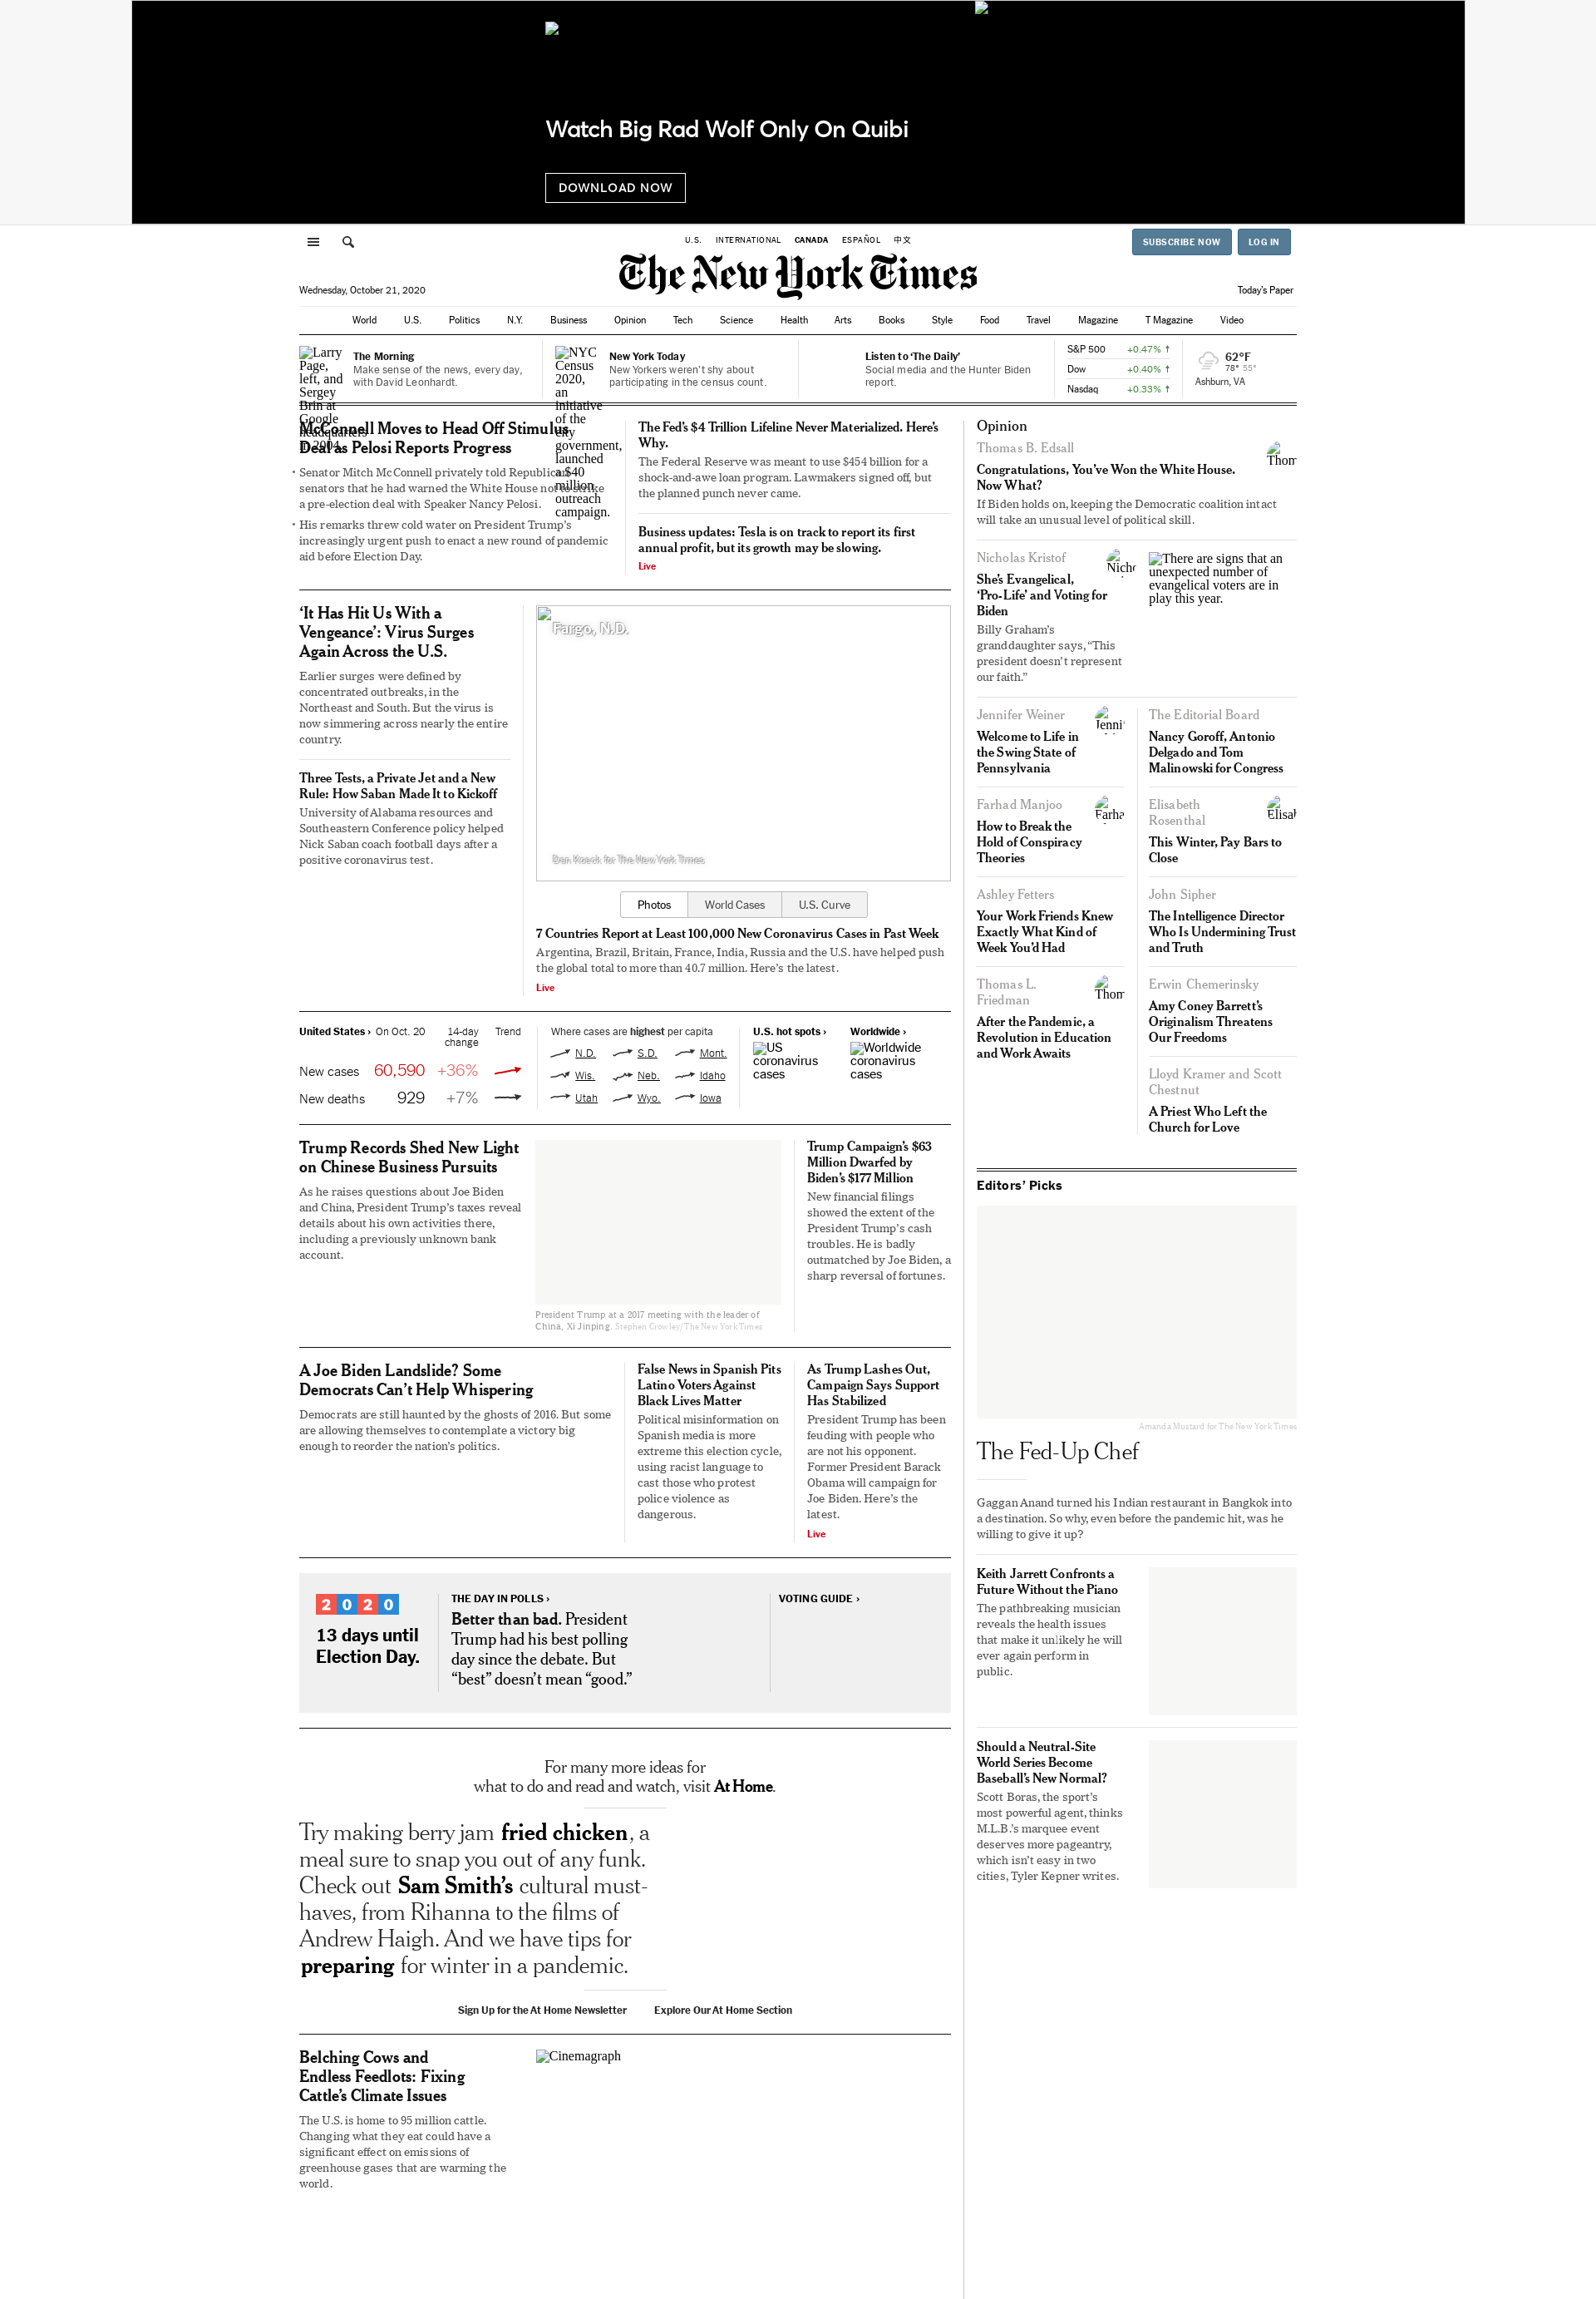 Watch Big Rad Wolf Only On Quibi
DOWNLOAD NOW
U.S. INTERNATIONAL CANADA ESPAÑOL 中文
SUBSCRIBE NOW LOG IN
The New York Times
Wednesday, October 21, 2020
Today's Paper
World U.S. Politics N.Y. Business Opinion Tech Science Health Arts Books Style Food Travel Magazine T Magazine Video
Larry
Page,
left, and
Sergey
Brin at
Google
headquarters
in 2004.
The Morning
Make sense of the news, every day,
with David Leonhardt.
NYC
Census
2020,
an
initiative
of the
city
government,
launched
a $40
million
outreach
campaign.
New York Today
New Yorkers weren't shy about
participating in the census count.
Listen to 'The Daily'
Social media and the Hunter Biden
report.
S&P 500 +0.47% ↑
Dow +0.40% ↑
Nasdaq +0.33% ↑
62°F
78° 55°
Ashburn, VA
McConnell Moves to Head Off Stimulus
Deal as Pelosi Reports Progress
• Senator Mitch McConnell privately told Republican
senators that he had warned the White House not to strike
a pre-election deal with Speaker Nancy Pelosi.
• His remarks threw cold water on President Trump's
increasingly urgent push to enact a new round of pandemic
aid before Election Day.
The Fed's $4 Trillion Lifeline Never Materialized. Here's
Why.
The Federal Reserve was meant to use $454 billion for a
shock-and-awe loan program. Lawmakers signed off, but
the planned punch never came.
Business updates: Tesla is on track to report its first
annual profit, but its growth may be slowing.
Live
'It Has Hit Us With a
Vengeance': Virus Surges
Again Across the U.S.
Earlier surges were defined by
concentrated outbreaks, in the
Northeast and South. But the virus is
now simmering across nearly the entire
country.
Three Tests, a Private Jet and a New
Rule: How Saban Made It to Kickoff
University of Alabama resources and
Southeastern Conference policy helped
Nick Saban coach football days after a
positive coronavirus test.
Fargo, N.D.
Dan Koeck for The New York Times
Photos World Cases U.S. Curve
7 Countries Report at Least 100,000 New Coronavirus Cases in Past Week
Argentina, Brazil, Britain, France, India, Russia and the U.S. have helped push
the global total to more than 40.7 million. Here's the latest.
Live
United States › On Oct. 20 14-day
change Trend
New cases 60,590 +36%
New deaths 929 +7%
Where cases are highest per capita
N.D. S.D. Mont.
Wis. Neb. Idaho
Utah Wyo. Iowa
U.S. hot spots ›
US
coronavirus
cases
Worldwide ›
Worldwide
coronavirus
cases
Trump Records Shed New Light
on Chinese Business Pursuits
As he raises questions about Joe Biden
and China, President Trump's taxes reveal
details about his own activities there,
including a previously unknown bank
account.
President Trump at a 2017 meeting with the leader of
China, Xi Jinping. Stephen Crowley/The New York Times
Trump Campaign's $63
Million Dwarfed by
Biden's $177 Million
New financial filings
showed the extent of the
President Trump's cash
troubles. He is badly
outmatched by Joe Biden, a
sharp reversal of fortunes.
A Joe Biden Landslide? Some
Democrats Can't Help Whispering
Democrats are still haunted by the ghosts of 2016. But some
are allowing themselves to contemplate a victory big
enough to reorder the nation's politics.
False News in Spanish Pits
Latino Voters Against
Black Lives Matter
Political misinformation on
Spanish media is more
extreme this election cycle,
using racist language to
cast those who protest
police violence as
dangerous.
As Trump Lashes Out,
Campaign Says Support
Has Stabilized
President Trump has been
feuding with people who
are not his opponent.
Former President Barack
Obama will campaign for
Joe Biden. Here's the
latest.
Live
2020
13 days until
Election Day.
THE DAY IN POLLS ›
Better than bad. President
Trump had his best polling
day since the debate. But
"best" doesn't mean "good."
VOTING GUIDE ›
For many more ideas for
what to do and read and watch, visit At Home.
Try making berry jam fried chicken, a
meal sure to snap you out of any funk.
Check out Sam Smith's cultural must-
haves, from Rihanna to the films of
Andrew Haigh. And we have tips for
preparing for winter in a pandemic.
Sign Up for the At Home Newsletter Explore Our At Home Section
Belching Cows and
Endless Feedlots: Fixing
Cattle's Climate Issues
The U.S. is home to 95 million cattle.
Changing what they eat could have a
significant effect on emissions of
greenhouse gases that are warming the
world.
Cinemagraph
Opinion
Thomas B. Edsall
Thom
Congratulations, You've Won the White House.
Now What?
If Biden holds on, keeping the Democratic coalition intact
will take an unusual level of political skill.
Nicholas Kristof
Nicho
She's Evangelical,
'Pro-Life' and Voting for
Biden
Billy Graham's
granddaughter says, "This
president doesn't represent
our faith."
There are signs that an
unexpected number of
evangelical voters are in
play this year.
Jennifer Weiner
Jenni
Welcome to Life in
the Swing State of
Pennsylvania
Farhad Manjoo
Farha
How to Break the
Hold of Conspiracy
Theories
Ashley Fetters
Your Work Friends Knew
Exactly What Kind of
Week You'd Had
Thomas L.
Friedman
Thom
After the Pandemic, a
Revolution in Education
and Work Awaits
The Editorial Board
Nancy Goroff, Antonio
Delgado and Tom
Malinowski for Congress
Elisabeth
Rosenthal
Elisab
This Winter, Pay Bars to
Close
John Sipher
The Intelligence Director
Who Is Undermining Trust
and Truth
Erwin Chemerinsky
Amy Coney Barrett's
Originalism Threatens
Our Freedoms
Lloyd Kramer and Scott
Chestnut
A Priest Who Left the
Church for Love
Editors' Picks
Amanda Mustard for The New York Times
The Fed-Up Chef
Gaggan Anand turned his Indian restaurant in Bangkok into
a destination. So why, even before the pandemic hit, was he
willing to give it up?
Keith Jarrett Confronts a
Future Without the Piano
The pathbreaking musician
reveals the health issues
that make it unlikely he will
ever again perform in
public.
Should a Neutral-Site
World Series Become
Baseball's New Normal?
Scott Boras, the sport's
most powerful agent, thinks
M.L.B.'s marquee event
deserves more pageantry,
which isn't easy in two
cities, Tyler Kepner writes.